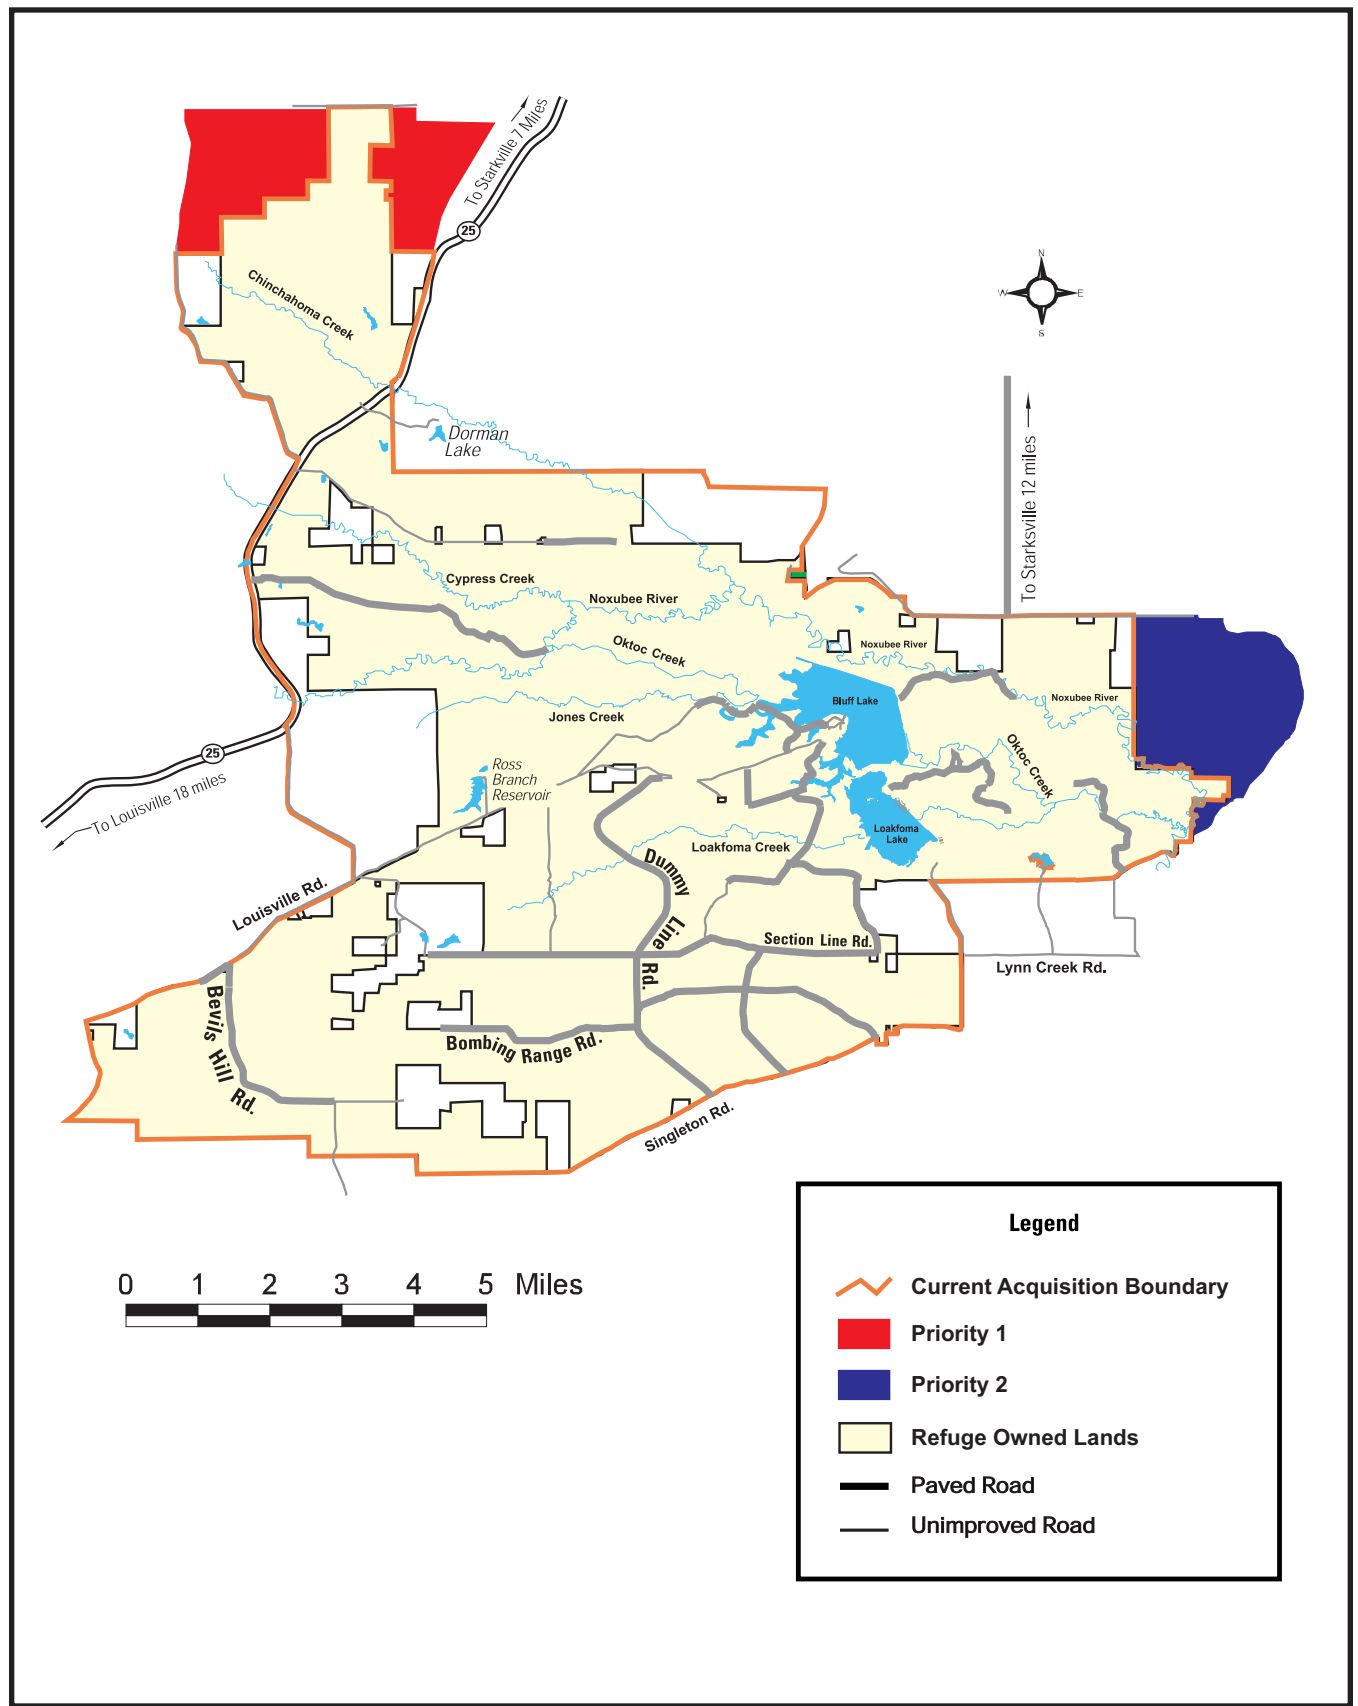 To Starkville 7 Miles
25
Chinchahoma Creek
N
W
E
S
Dorman
Lake
To Starksville 12 miles
Cypress Creek
Noxubee River
Oktoc Creek
Noxubee River
Bluff Lake
Noxubee River
Jones Creek
Oktoc Creek
25
To Louisville 18 miles
Ross
Branch
Reservoir
Loakfoma
Lake
Loakfoma Creek
Dummy
Line
Rd.
Louisville Rd.
Section Line Rd.
Lynn Creek Rd.
Bevils Hill Rd.
Bombing Range Rd.
Singleton Rd.
0 1 2 3 4 5 Miles
Legend
Current Acquisition Boundary
Priority 1
Priority 2
Refuge Owned Lands
Paved Road
Unimproved Road